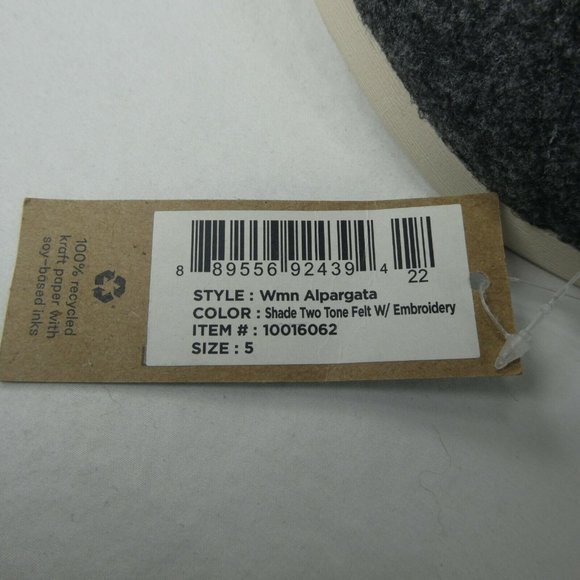 100% recycled
kraft paper with
soy-based inks
8 89556 92439 4 22
STYLE : Wmn Alpargata
COLOR : Shade Two Tone Felt W/ Embroidery
ITEM # : 10016062
SIZE : 5